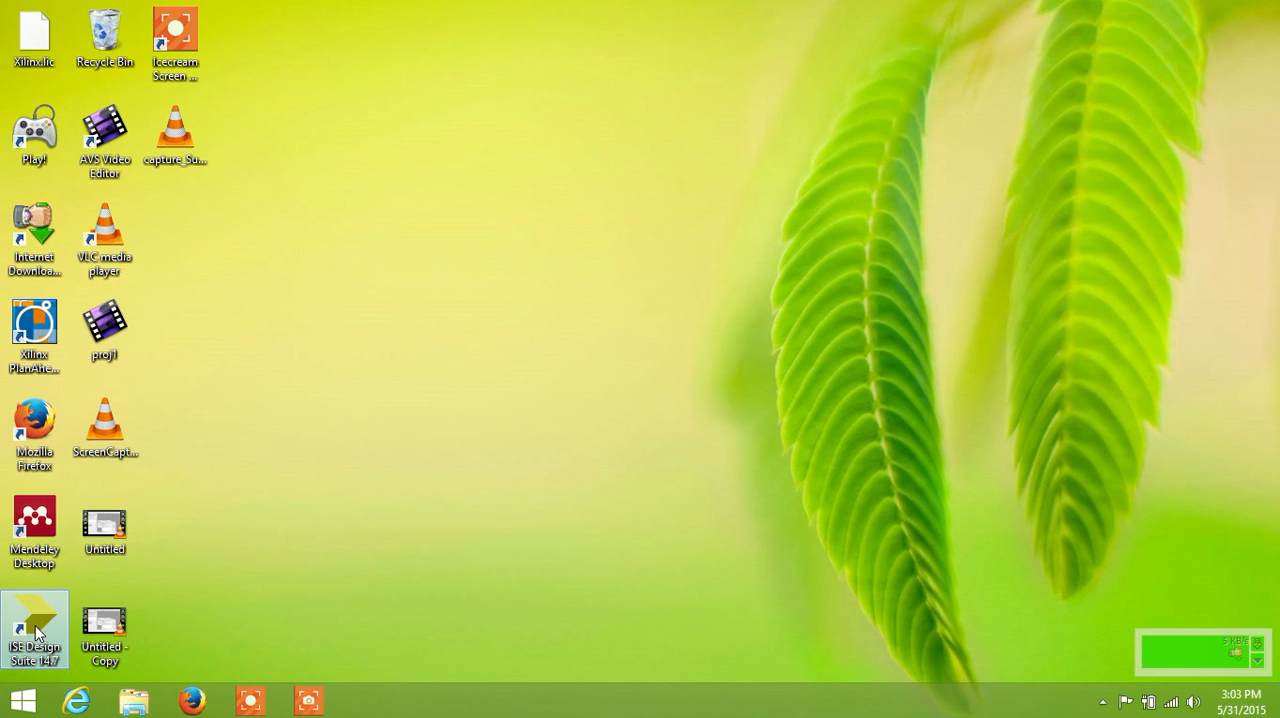 Xilinx.lic
Recycle Bin
Icecream
Screen ...
Play!
AVS Video
Editor
capture_Su...
Internet
Downloa...
VLC media
player
Xilinx
PlanAhe...
proj1
Mozilla
Firefox
ScreenCapt...
Mendeley
Desktop
Untitled
ISE Design
Suite 14.7
Untitled -
Copy
5 KB/s
3:03 PM
5/31/2015